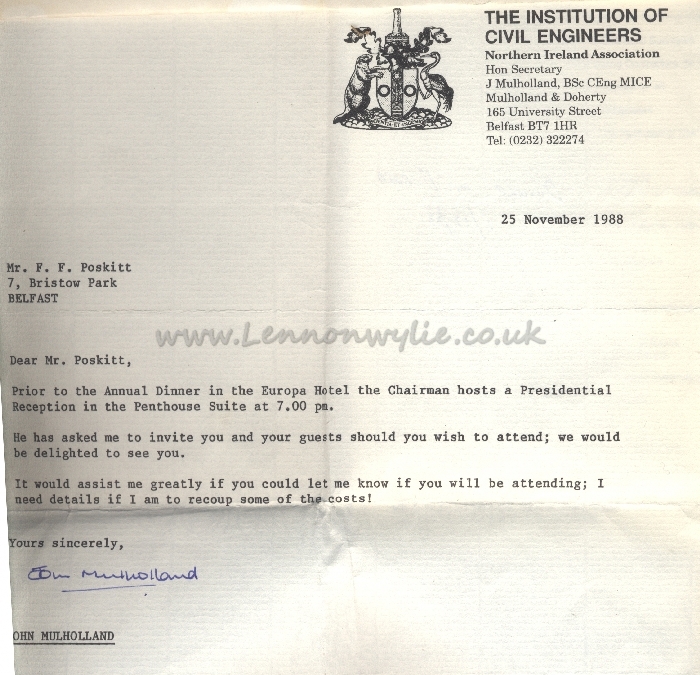 THE INSTITUTION OF
CIVIL ENGINEERS
Northern Ireland Association
Hon Secretary
J Mulholland, BSc CEng MICE
Mulholland & Doherty
165 University Street
Belfast BT7 1HR
Tel: (0232) 322274
25 November 1988
Mr. F. F. Poskitt
7, Bristow Park
BELFAST
www.Lennonwylie.co.uk
Dear Mr. Poskitt,
Prior to the Annual Dinner in the Europa Hotel the Chairman hosts a Presidential
Reception in the Penthouse Suite at 7.00 pm.
He has asked me to invite you and your guests should you wish to attend; we would
be delighted to see you.
It would assist me greatly if you could let me know if you will be attending; I
need details if I am to recoup some of the costs!
Yours sincerely,
John Mulholland
OHN MULHOLLAND